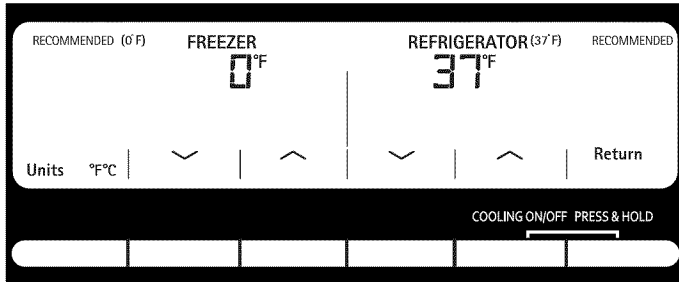 RECOMMENDED (0°F) FREEZER REFRIGERATOR (37°F) RECOMMENDED
0°F 37°F
Units °F°C Return
COOLING ON/OFF PRESS & HOLD